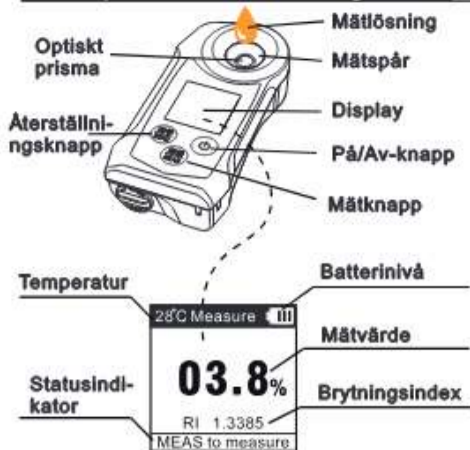 Mätlösning
Optiskt
prisma
Mätspår
Display
Återställni-
ngsknapp
På/Av-knapp
Mätknapp
Temperatur
Batterinivå
28°C Measure
Mätvärde
03.8%
Statusindi-
kator
Brytningsindex
RI 1.3385
MEAS to measure